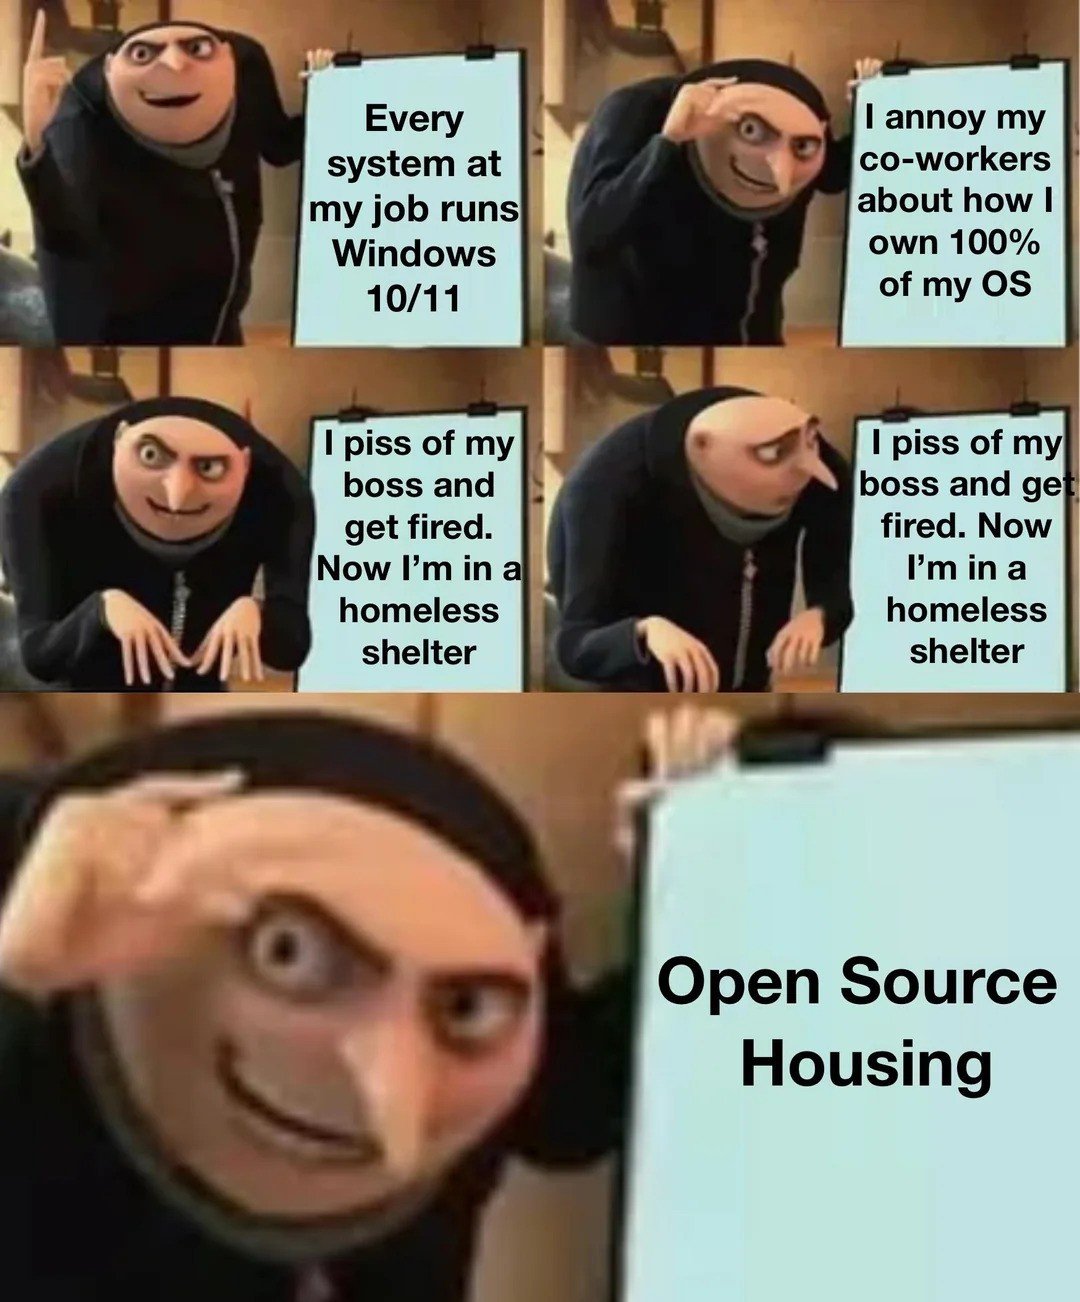 Every
system at
my job runs
Windows
10/11
I annoy my
co-workers
about how I
own 100%
of my OS
I piss of my
boss and
get fired.
Now I'm in a
homeless
shelter
I piss of my
boss and get
fired. Now
I'm in a
homeless
shelter
Open Source
Housing